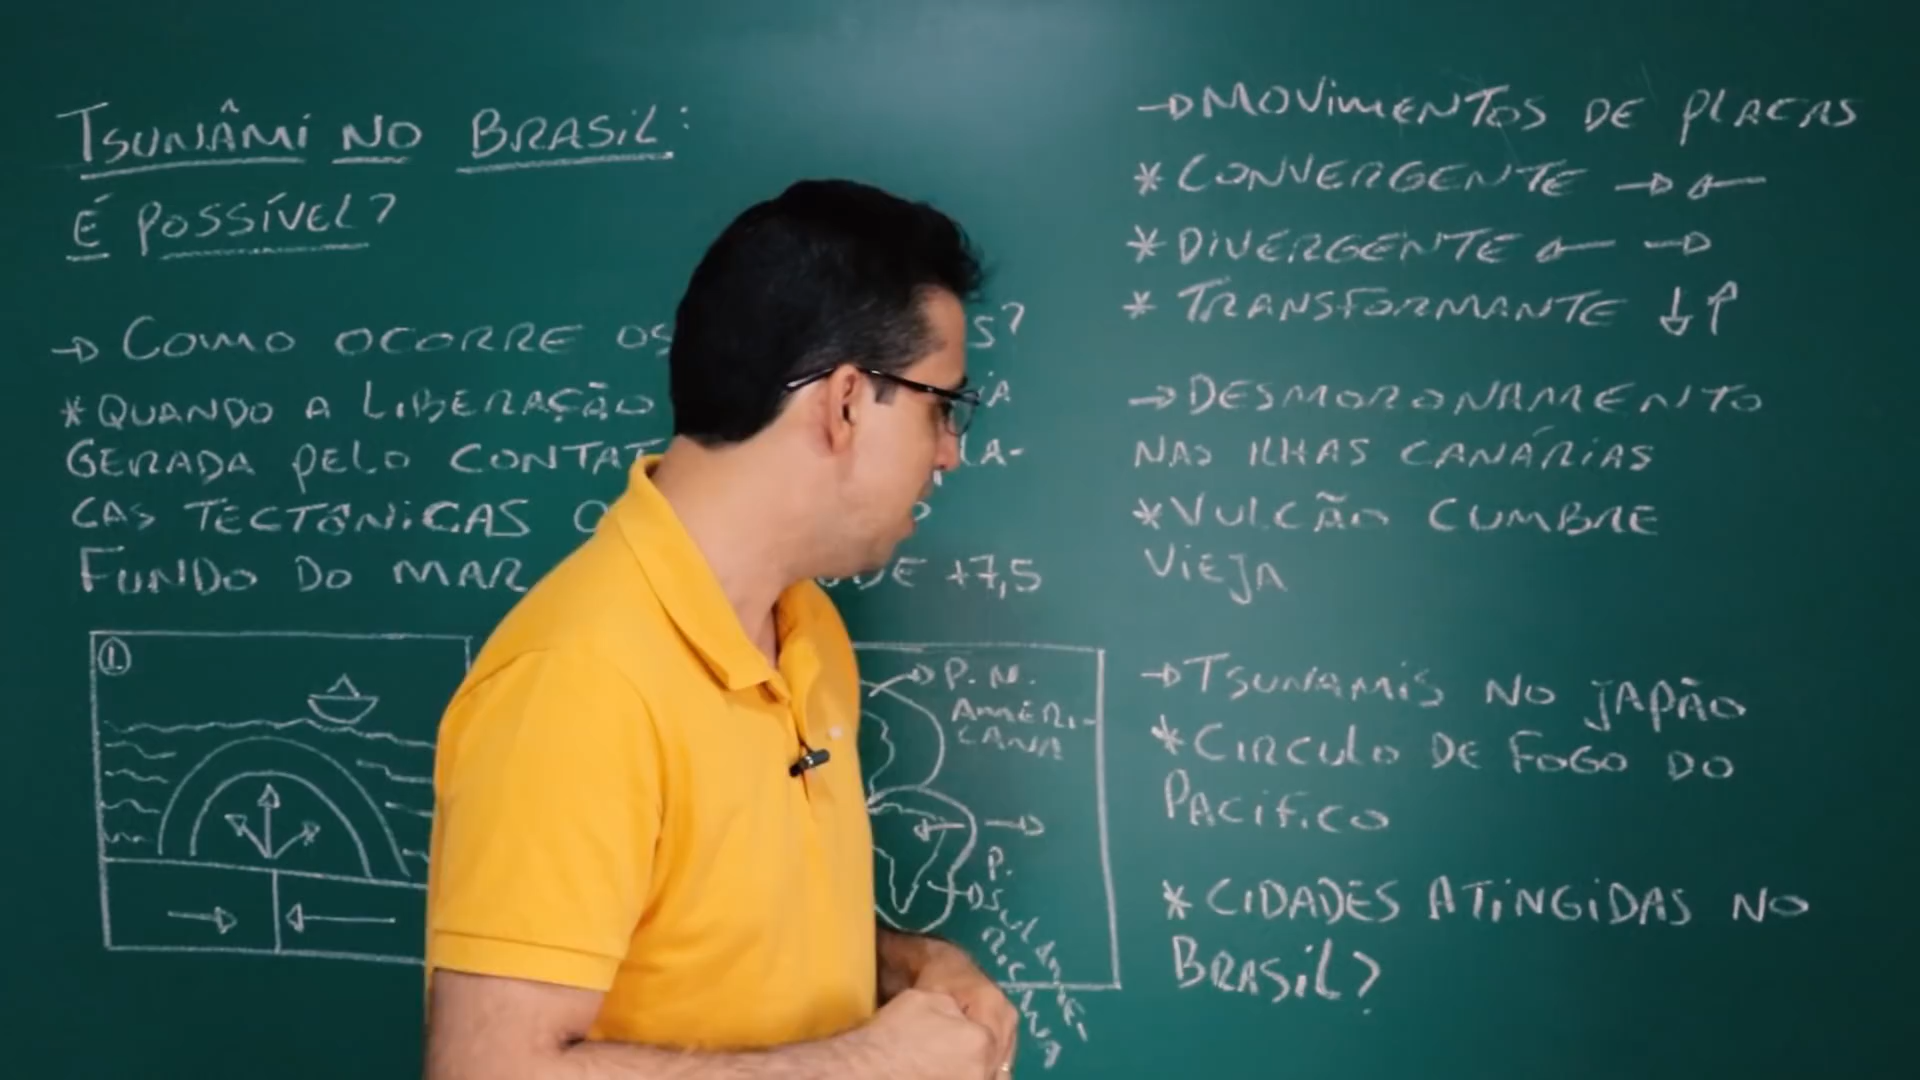 TSUNÂMI NO BRASIL:
É POSSÍVEL?
→ COMO OCORRE OS S?
* QUANDO A LIBERAÇÃO IA
GERADA PELO CONTAT LA-
CAS TECTÔNICAS O
FUNDO DO MAR DE +7,5
1.
P. N.
AMÉRI-
CANA
P.
SULAMERICANA
→ MOVIMENTOS DE PLACAS
* CONVERGENTE → ←
* DIVERGENTE ← →
* TRANSFORMANTE ↓↑
→ DESMORONAMENTO
NAS ILHAS CANÁRIAS
* VULCÃO CUMBRE
VIEJA
→ TSUNAMIS NO JAPÃO
* CIRCULO DE FOGO DO
PACIFICO
* CIDADES ATINGIDAS NO
BRASIL?